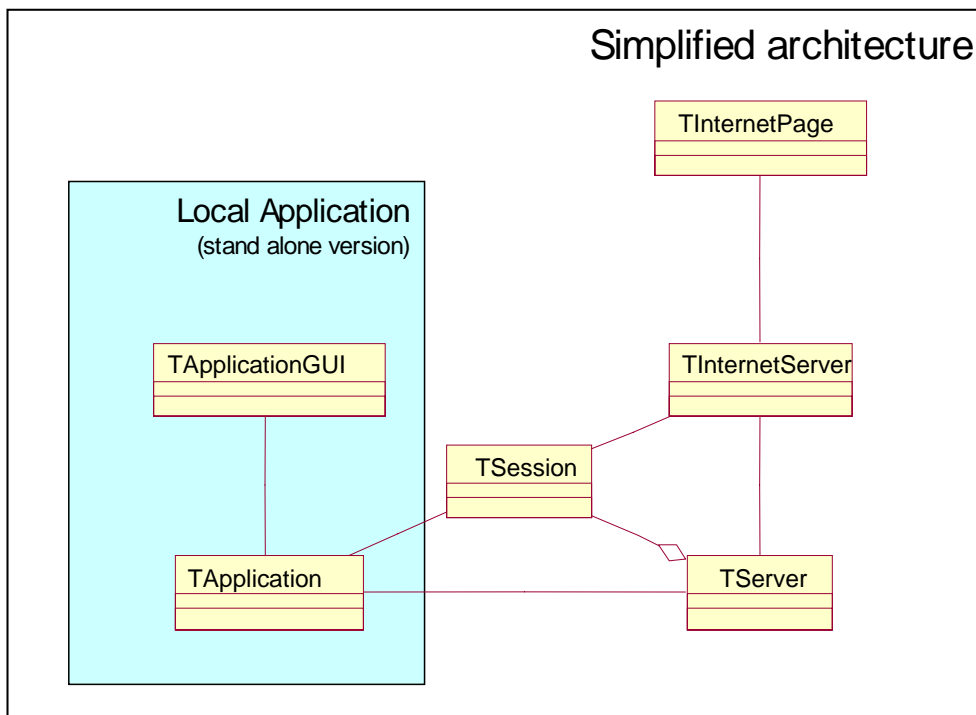 Simplified architecture
TInternetPage
Local Application
(stand alone version)
TApplicationGUI
TInternetServer
TSession
TApplication
TServer